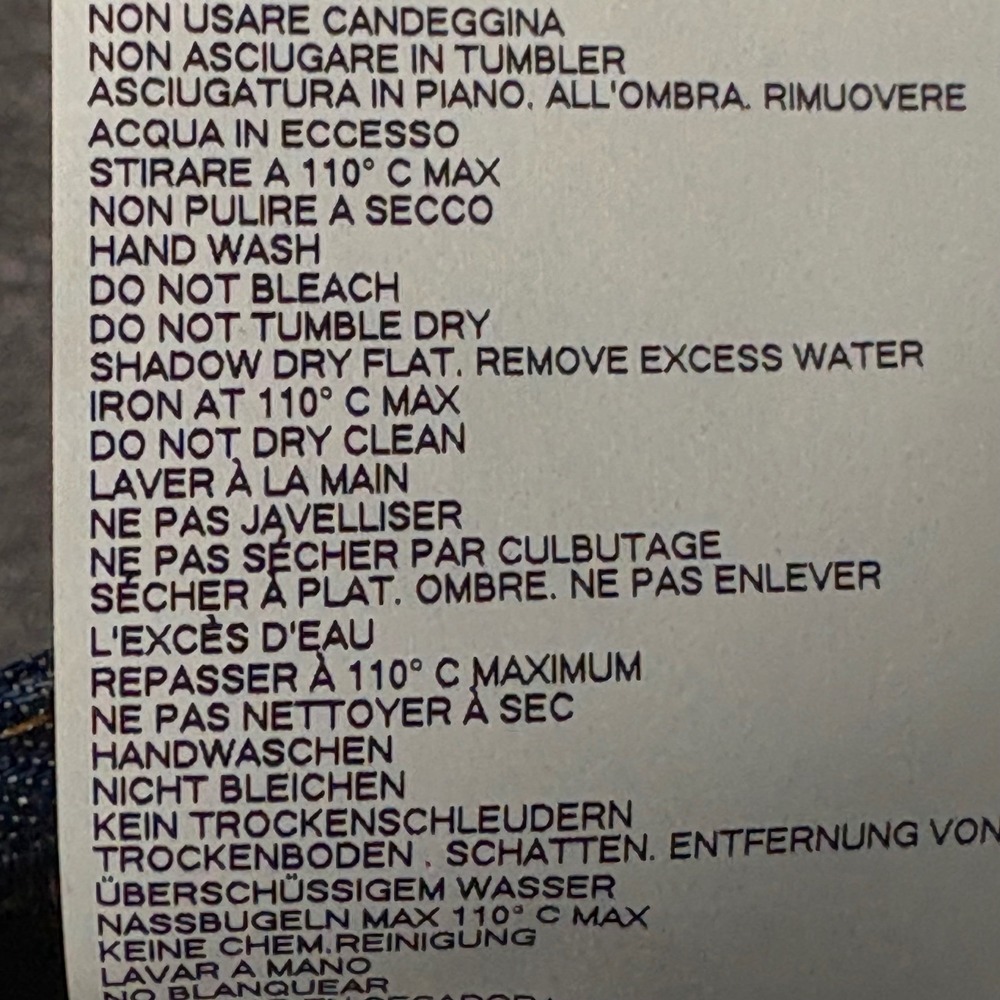 NON USARE CANDEGGINA
NON ASCIUGARE IN TUMBLER
ASCIUGATURA IN PIANO. ALL'OMBRA. RIMUOVERE
ACQUA IN ECCESSO
STIRARE A 110° C MAX
NON PULIRE A SECCO
HAND WASH
DO NOT BLEACH
DO NOT TUMBLE DRY
SHADOW DRY FLAT. REMOVE EXCESS WATER
IRON AT 110° C MAX
DO NOT DRY CLEAN
LAVER À LA MAIN
NE PAS JAVELLISER
NE PAS SÉCHER PAR CULBUTAGE
SÉCHER À PLAT. OMBRE. NE PAS ENLEVER
L'EXCÈS D'EAU
REPASSER À 110° C MAXIMUM
NE PAS NETTOYER À SEC
HANDWASCHEN
NICHT BLEICHEN
KEIN TROCKENSCHLEUDERN
TROCKENBODEN . SCHATTEN. ENTFERNUNG VON
ÜBERSCHÜSSIGEM WASSER
NASSBUGELN MAX 110° C MAX
KEINE CHEM.REINIGUNG
LAVAR A MANO
NO BLANQUEAR